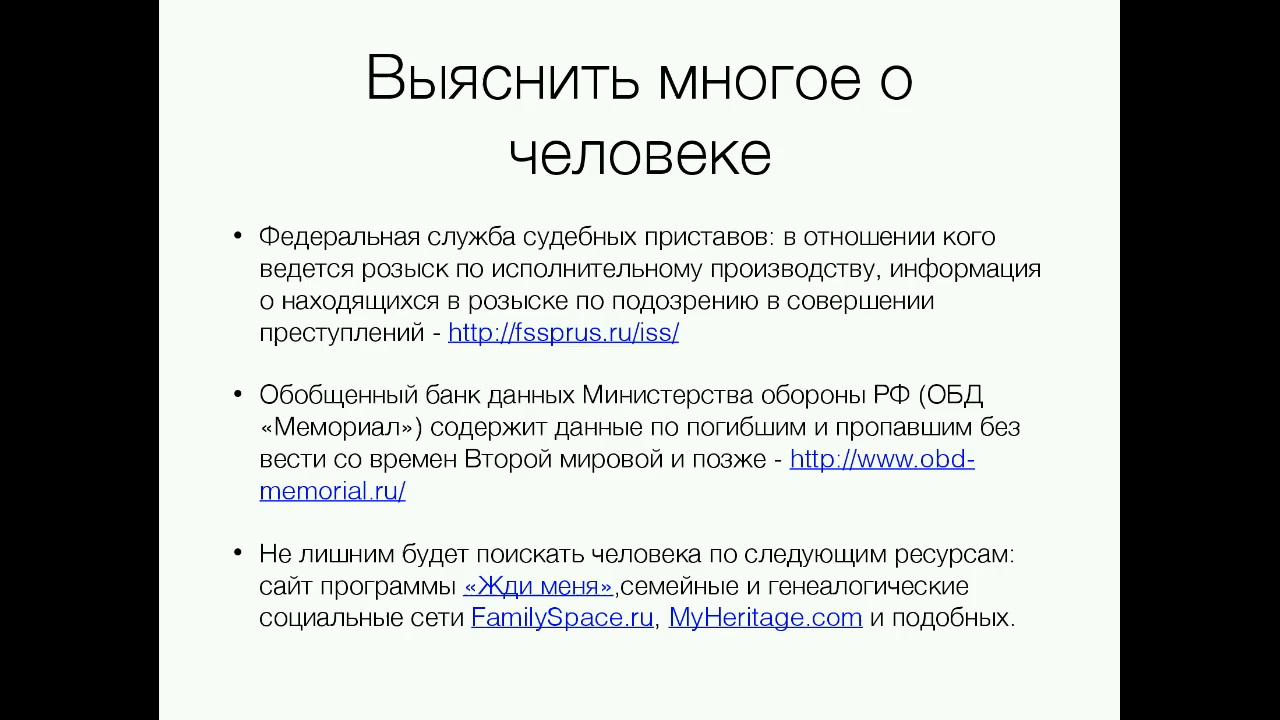 Выяснить многое о
человеке
• Федеральная служба судебных приставов: в отношении кого
ведется розыск по исполнительному производству, информация
о находящихся в розыске по подозрению в совершении
преступлений - http://fssprus.ru/iss/
• Обобщенный банк данных Министерства обороны РФ (ОБД
«Мемориал») содержит данные по погибшим и пропавшим без
вести со времен Второй мировой и позже - http://www.obd-
memorial.ru/
• Не лишним будет поискать человека по следующим ресурсам:
сайт программы «Жди меня»,семейные и генеалогические
социальные сети FamilySpace.ru, MyHeritage.com и подобных.